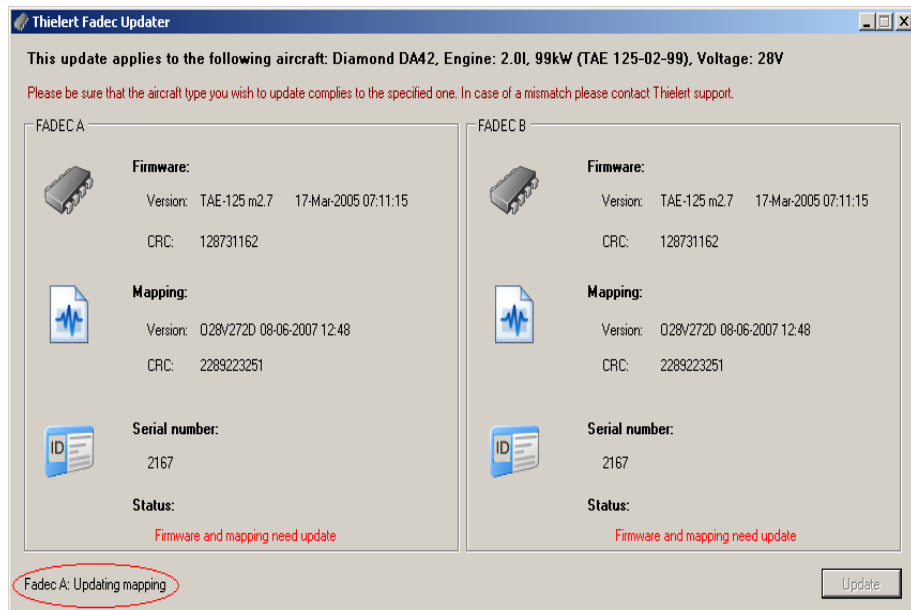 Thielert Fadec Updater
This update applies to the following aircraft: Diamond DA42, Engine: 2.0l, 99kW (TAE 125-02-99), Voltage: 28V
Please be sure that the aircraft type you wish to update complies to the specified one. In case of a mismatch please contact Thielert support.
FADEC A
Firmware:
Version: TAE-125 m2.7 17-Mar-2005 07:11:15
CRC: 128731162
Mapping:
Version: O28V272D 08-06-2007 12:48
CRC: 2289223251
ID
Serial number:
2167
Status:
Firmware and mapping need update
FADEC B
Firmware:
Version: TAE-125 m2.7 17-Mar-2005 07:11:15
CRC: 128731162
Mapping:
Version: O28V272D 08-06-2007 12:48
CRC: 2289223251
ID
Serial number:
2167
Status:
Firmware and mapping need update
Fadec A: Updating mapping
Update